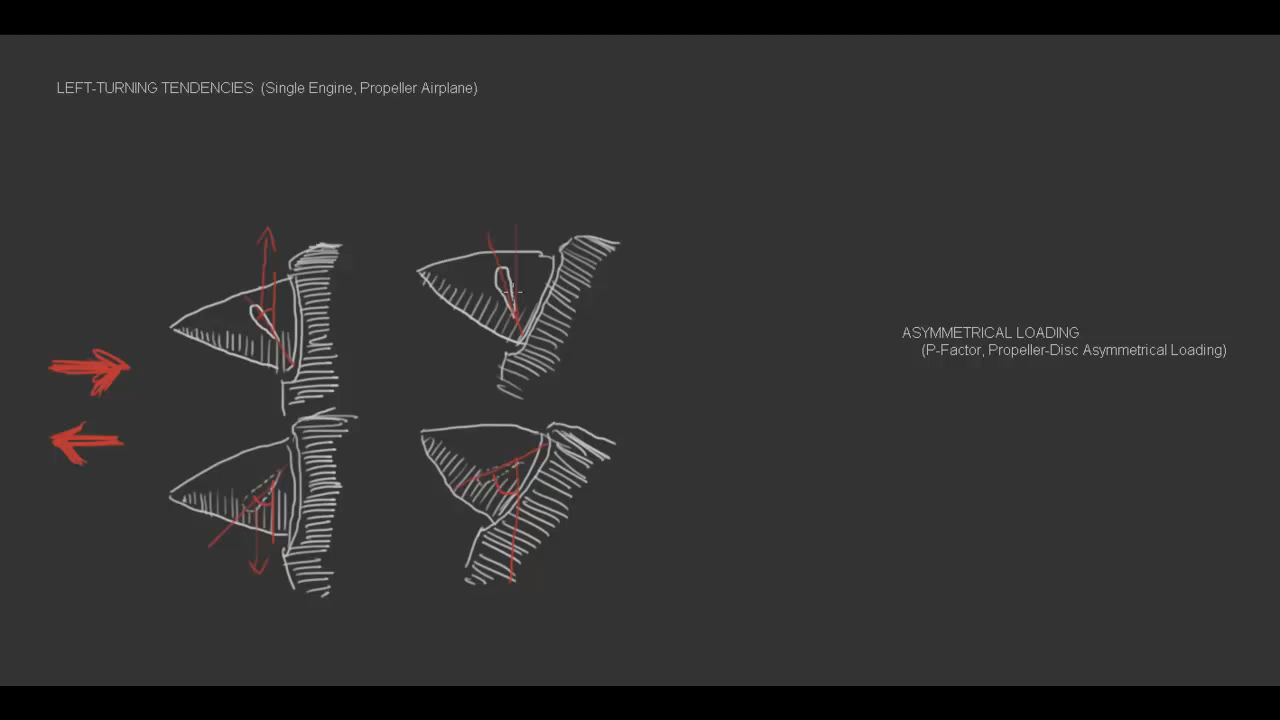 LEFT-TURNING TENDENCIES (Single Engine, Propeller Airplane)
ASYMMETRICAL LOADING
(P-Factor, Propeller-Disc Asymmetrical Loading)